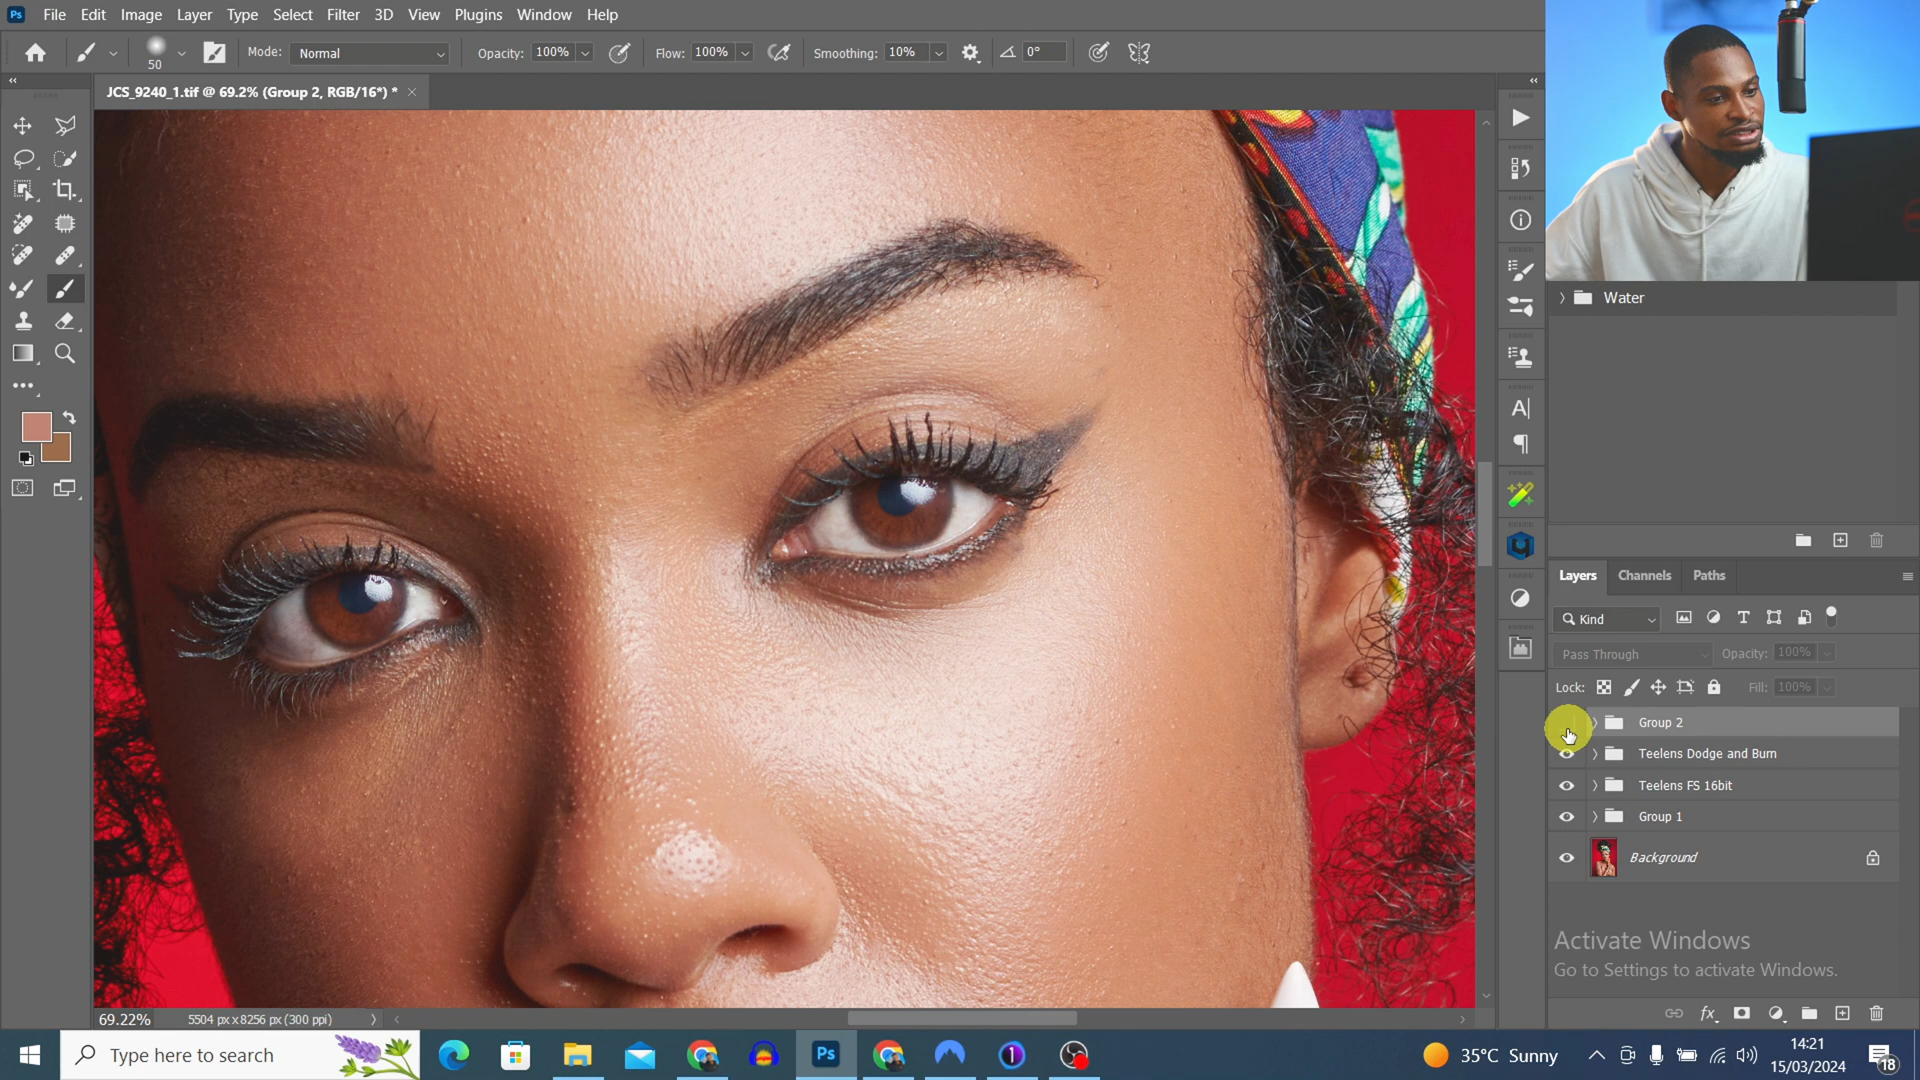 Ps File Edit Image Layer Type Select Filter 3D View Plugins Window Help
50 Mode: Normal Opacity: 100% Flow: 100% Smoothing: 10% 0°
JCS_9240_1.tif @ 69.2% (Group 2, RGB/16*) *
Water
Layers Channels Paths
Kind
Pass Through Opacity: 100%
Lock: Fill: 100%
Group 2
Teelens Dodge and Burn
Teelens FS 16bit
Group 1
Background
Activate Windows
Go to Settings to activate Windows.
69.22% 5504 px x 8256 px (300 ppi)
Type here to search
Ps
35°C Sunny
14:21
15/03/2024
18